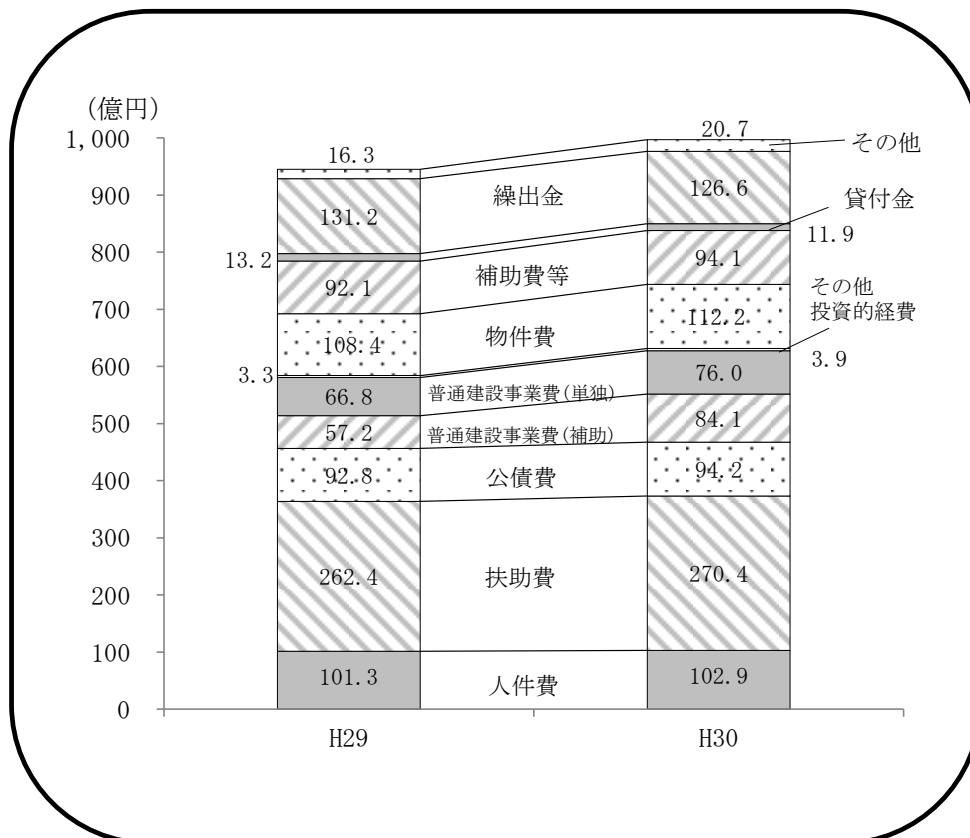 (億円)
1,000
900
800
700
600
500
400
300
200
100
0
16.3
131.2
13.2
92.1
108.4
3.3
66.8
57.2
92.8
262.4
101.3
繰出金
補助費等
物件費
普通建設事業費(単独)
普通建設事業費(補助)
公債費
扶助費
人件費
20.7
126.6
94.1
112.2
76.0
84.1
94.2
270.4
102.9
その他
貸付金
11.9
その他
投資的経費
3.9
H29
H30